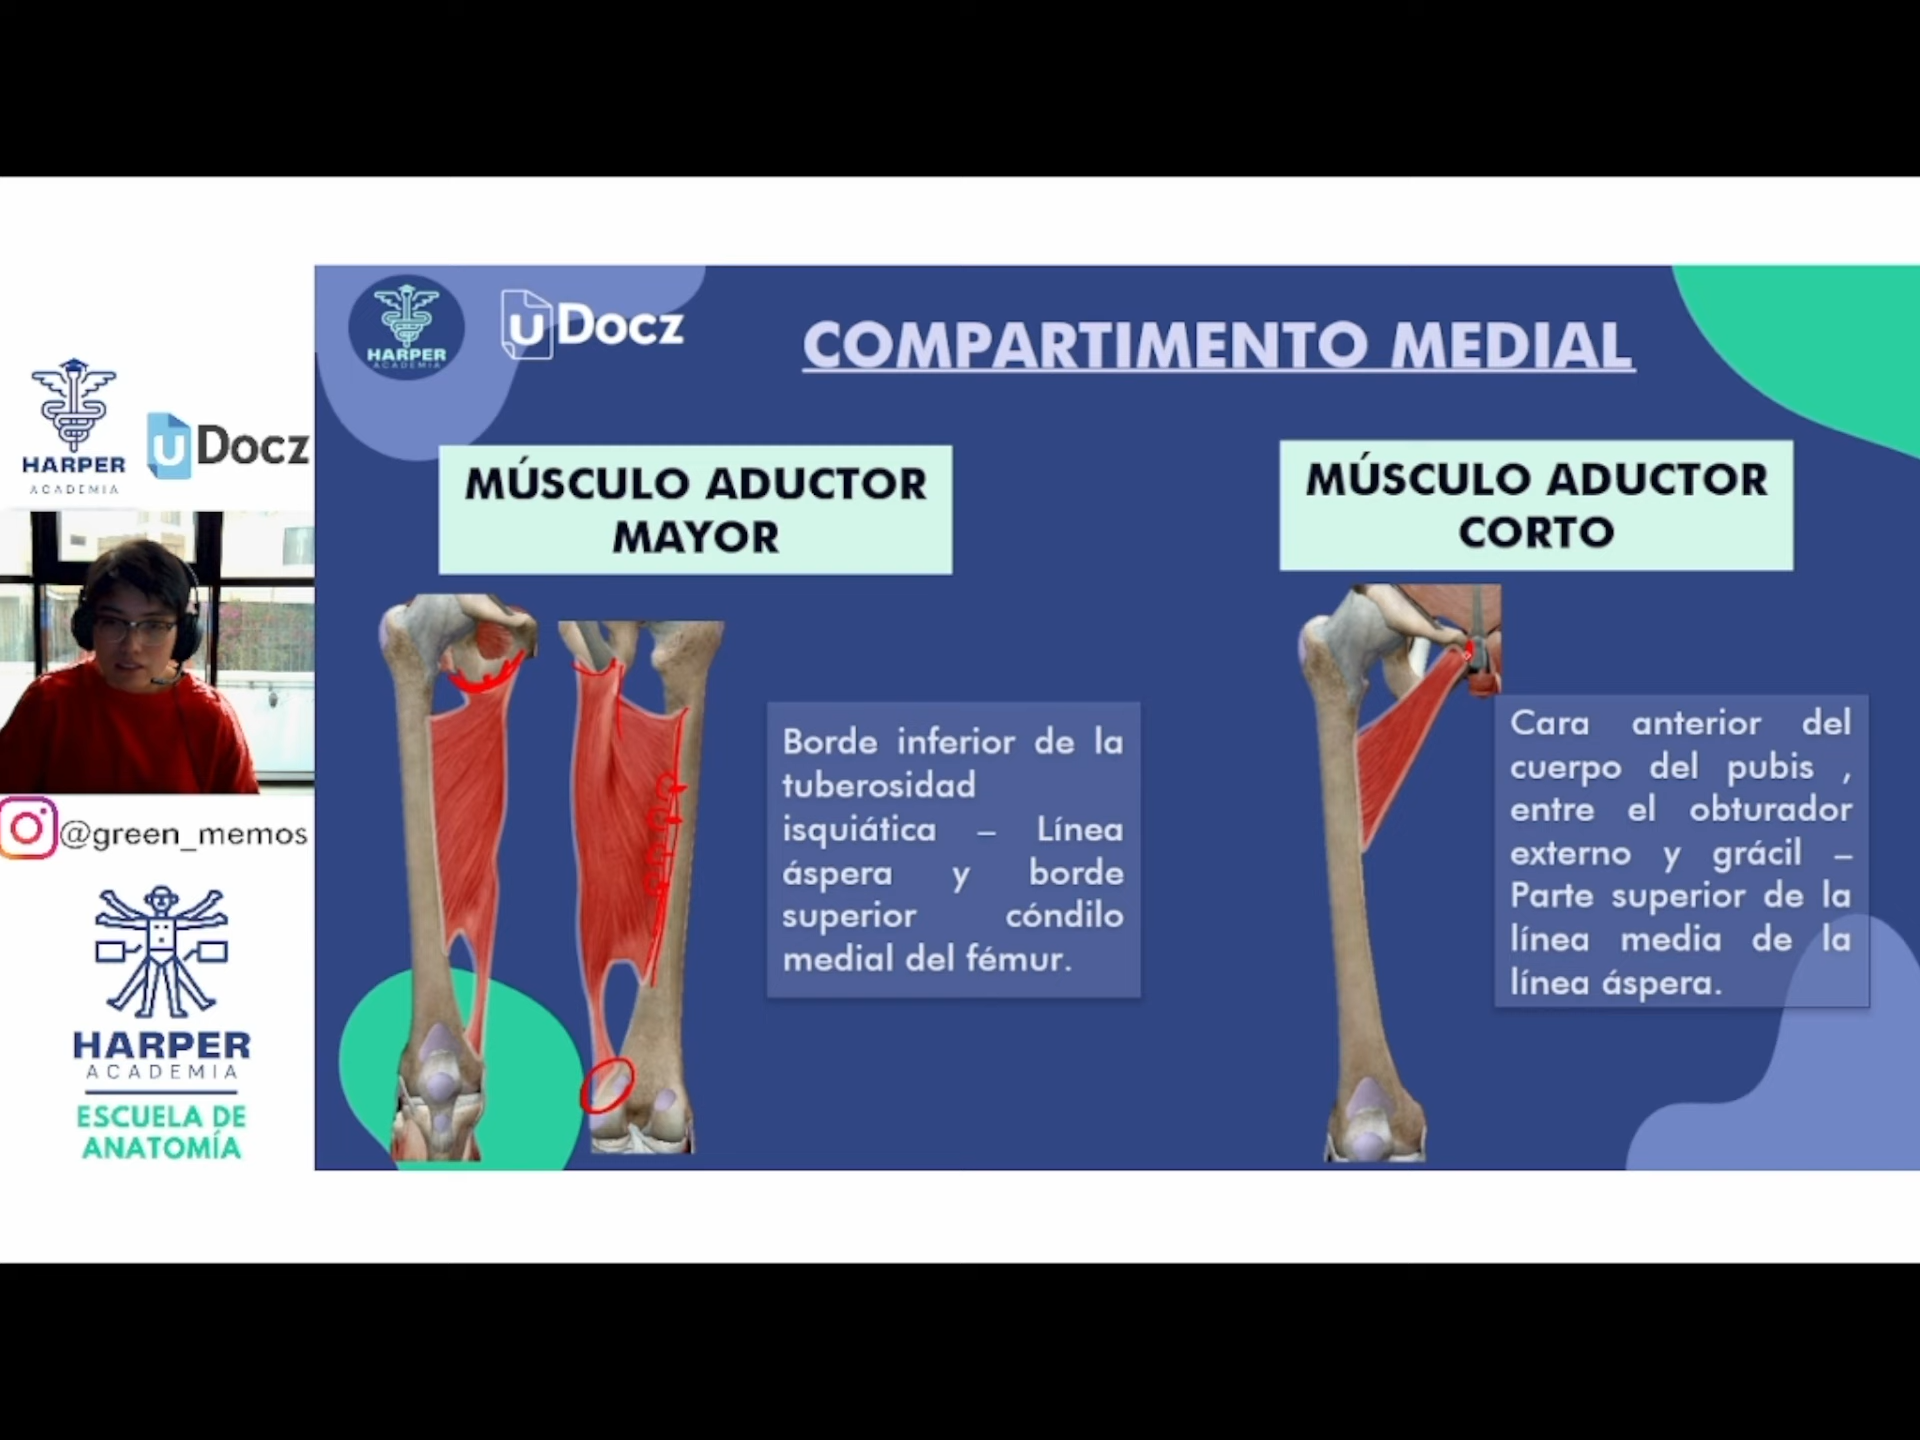 HARPER
ACADEMIA
uDocz
COMPARTIMENTO MEDIAL
HARPER
ACADEMIA
uDocz
MÚSCULO ADUCTOR
MAYOR
Borde inferior de la
tuberosidad
isquiática – Línea
áspera y borde
superior cóndilo
medial del fémur.
MÚSCULO ADUCTOR
CORTO
Cara anterior del
cuerpo del pubis ,
entre el obturador
externo y grácil –
Parte superior de la
línea media de la
línea áspera.
@green_memos
HARPER
ACADEMIA
ESCUELA DE
ANATOMÍA